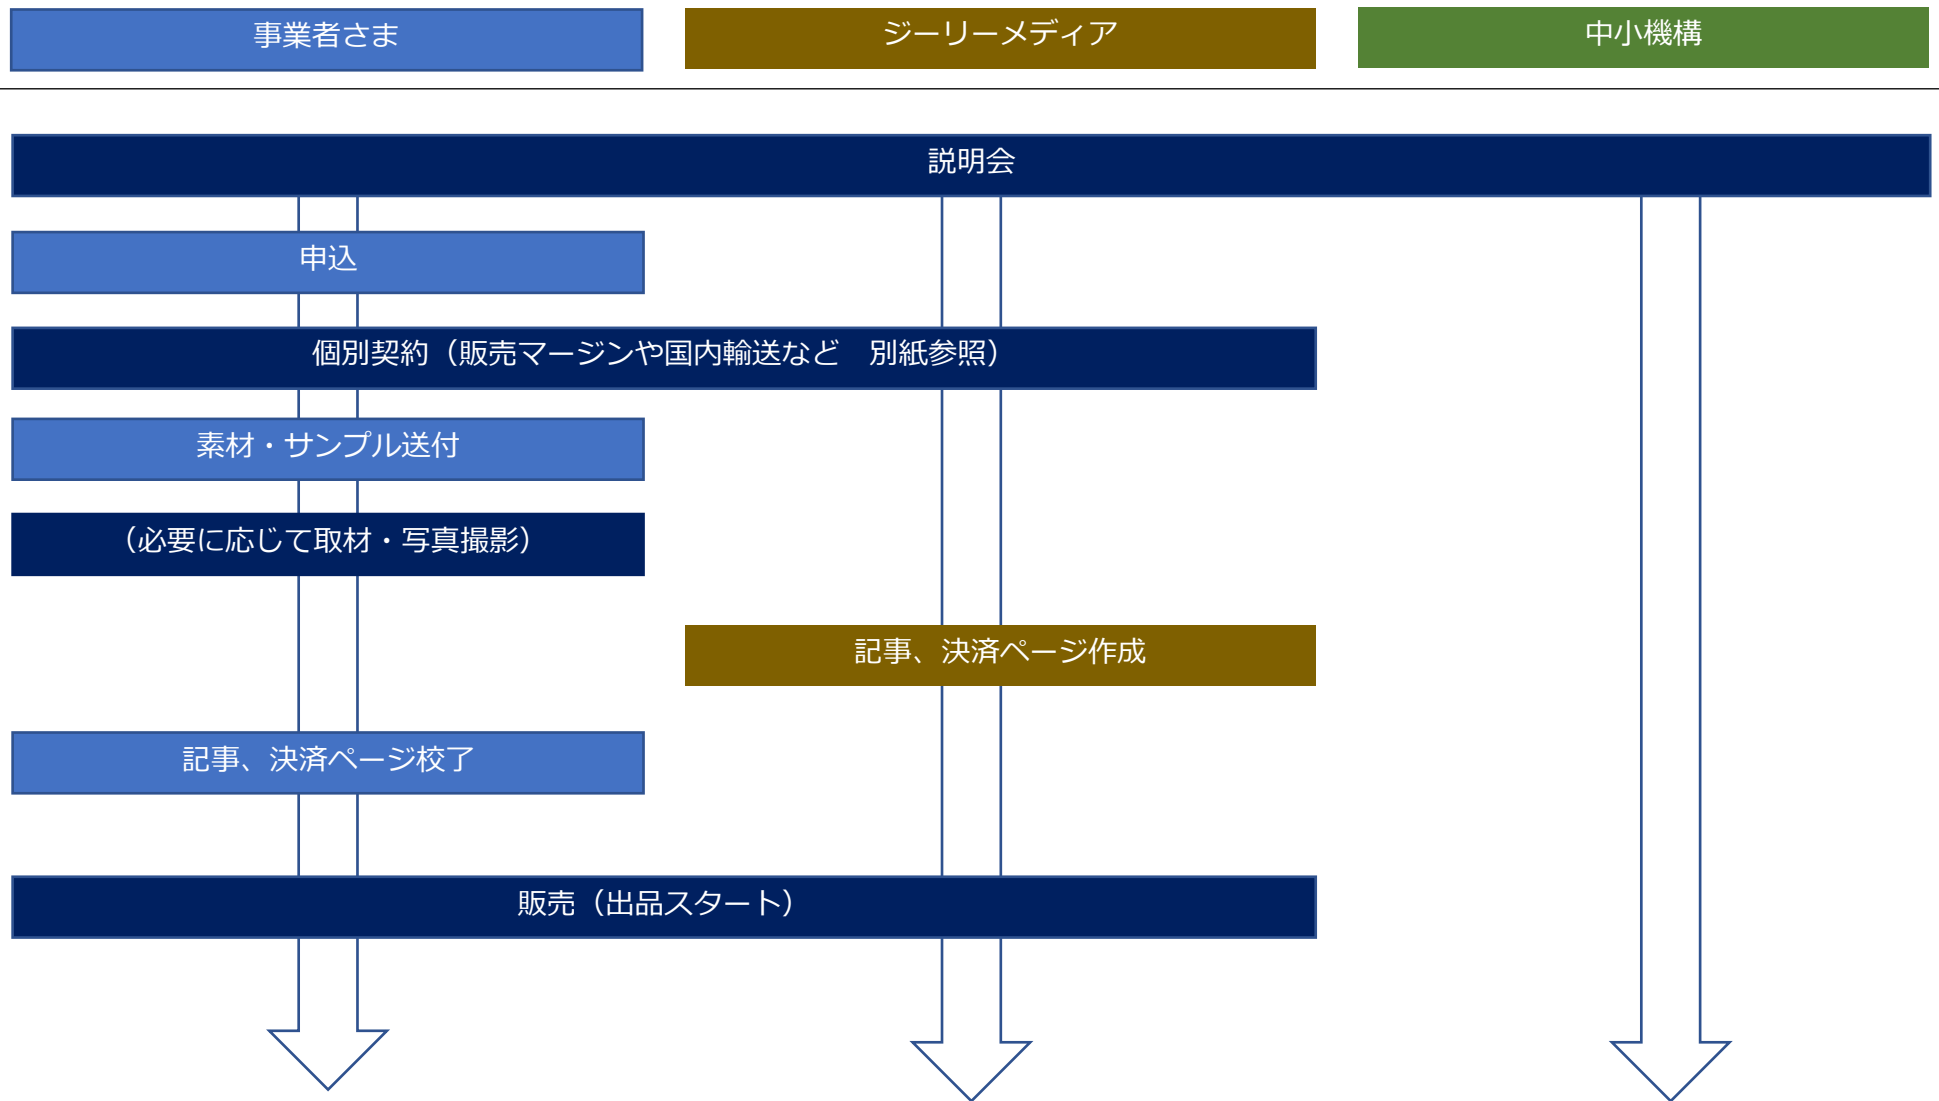 事業者さま
ジーリーメディア
中小機構
説明会
申込
個別契約（販売マージンや国内輸送など　別紙参照）
素材・サンプル送付
（必要に応じて取材・写真撮影）
記事、決済ページ作成
記事、決済ページ校了
販売（出品スタート）